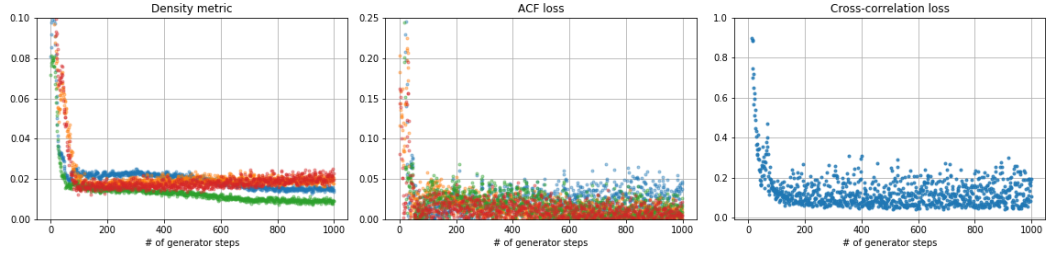 Density metric
0.10
0.08
0.06
0.04
0.02
0.00
0 200 400 600 800 1000
# of generator steps
ACF loss
0.25
0.20
0.15
0.10
0.05
0.00
0 200 400 600 800 1000
# of generator steps
Cross-correlation loss
1.0
0.8
0.6
0.4
0.2
0.0
0 200 400 600 800 1000
# of generator steps